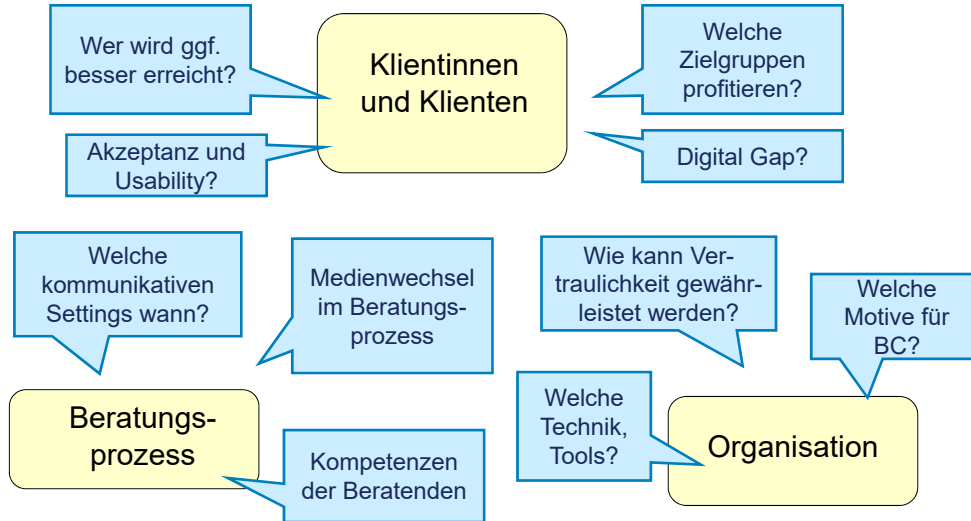 Wer wird ggf.
besser erreicht?
Klientinnen
und Klienten
Welche
Zielgruppen
profitieren?
Akzeptanz und
Usability?
Digital Gap?
Welche
kommunikativen
Settings wann?
Medienwechsel
im Beratungs-
prozess
Wie kann Ver-
traulichkeit gewähr-
leistet werden?
Welche
Motive für
BC?
Beratungs-
prozess
Kompetenzen
der Beratenden
Welche
Technik,
Tools?
Organisation